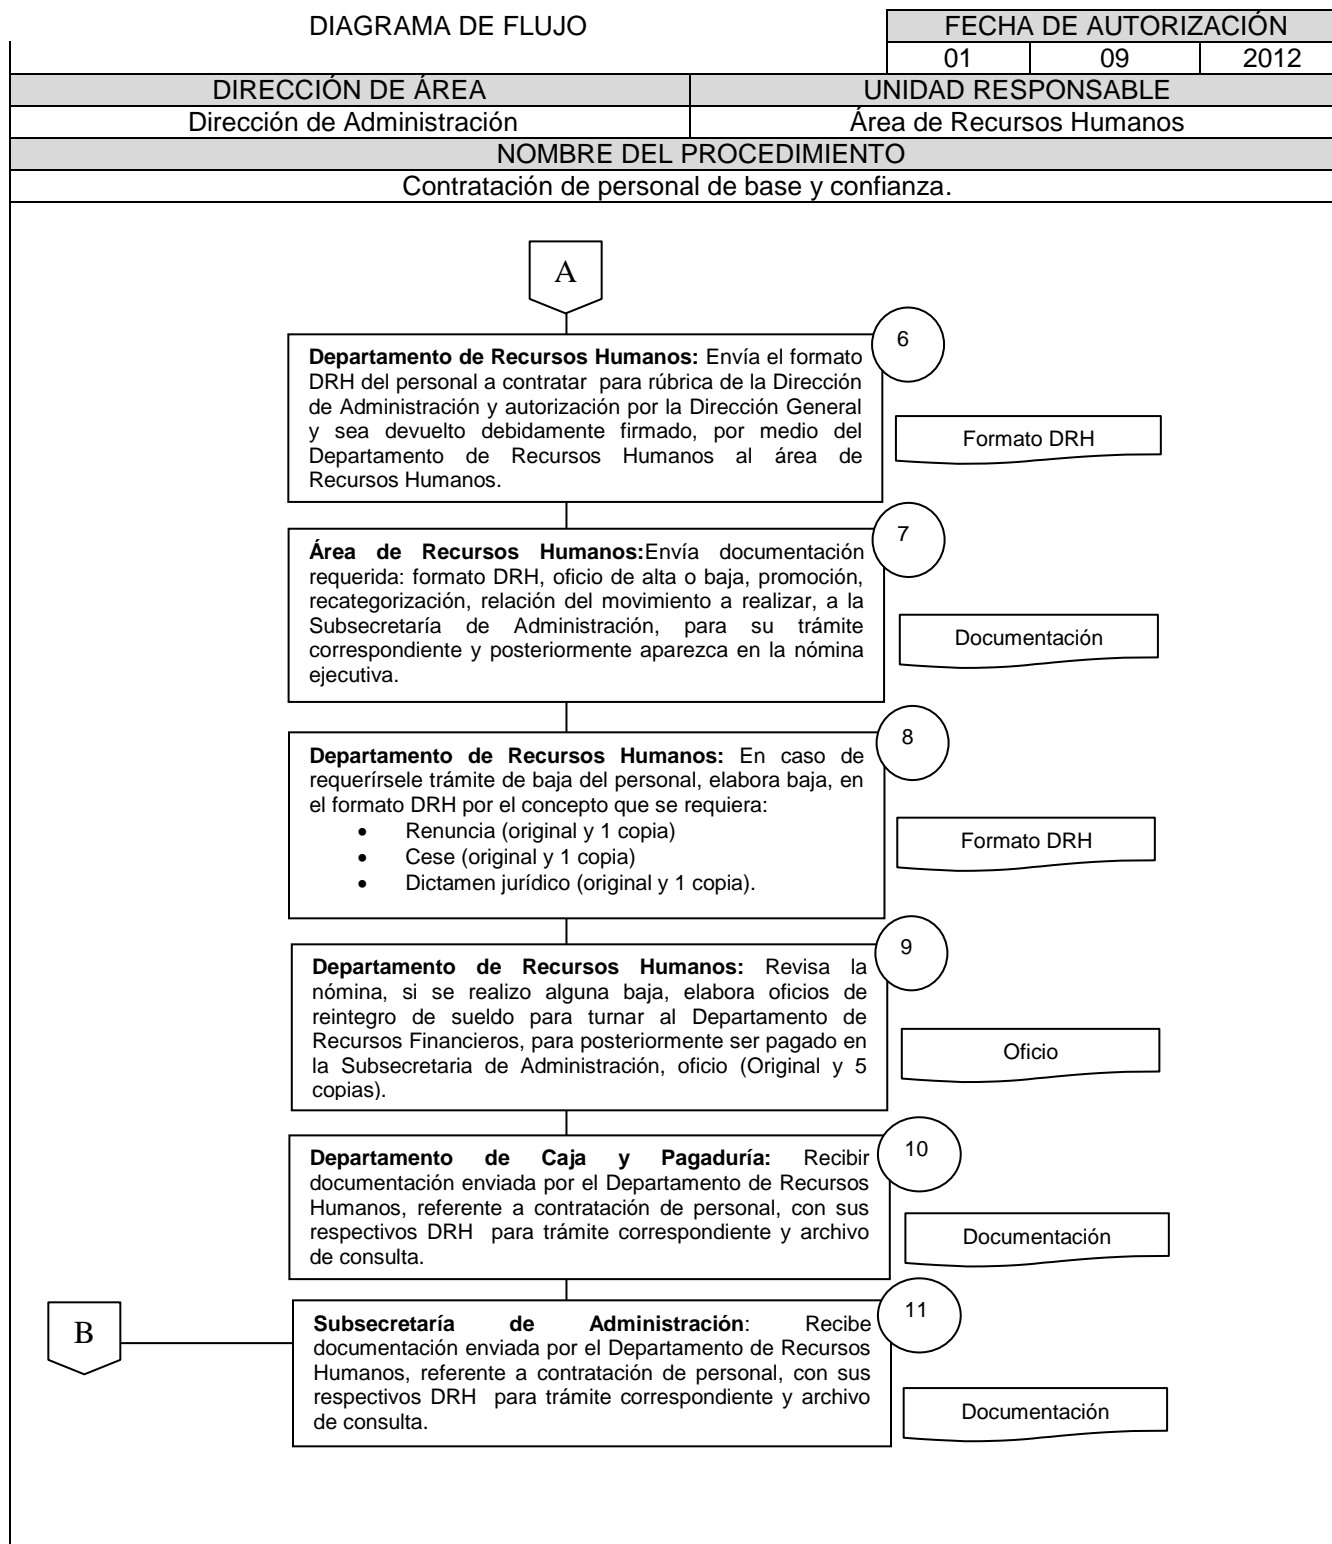 DIAGRAMA DE FLUJO
FECHA DE AUTORIZACIÓN
01 09 2012
DIRECCIÓN DE ÁREA
UNIDAD RESPONSABLE
Dirección de Administración
Área de Recursos Humanos
NOMBRE DEL PROCEDIMIENTO
Contratación de personal de base y confianza.
A
6
Departamento de Recursos Humanos: Envía el formato
DRH del personal a contratar para rúbrica de la Dirección
de Administración y autorización por la Dirección General
y sea devuelto debidamente firmado, por medio del
Departamento de Recursos Humanos al área de
Recursos Humanos.
Formato DRH
7
Área de Recursos Humanos:Envía documentación
requerida: formato DRH, oficio de alta o baja, promoción,
recategorización, relación del movimiento a realizar, a la
Subsecretaría de Administración, para su trámite
correspondiente y posteriormente aparezca en la nómina
ejecutiva.
Documentación
8
Departamento de Recursos Humanos: En caso de
requerírsele trámite de baja del personal, elabora baja, en
el formato DRH por el concepto que se requiera:
• Renuncia (original y 1 copia)
• Cese (original y 1 copia)
• Dictamen jurídico (original y 1 copia).
Formato DRH
9
Departamento de Recursos Humanos: Revisa la
nómina, si se realizo alguna baja, elabora oficios de
reintegro de sueldo para turnar al Departamento de
Recursos Financieros, para posteriormente ser pagado en
la Subsecretaria de Administración, oficio (Original y 5
copias).
Oficio
10
Departamento de Caja y Pagaduría: Recibir
documentación enviada por el Departamento de Recursos
Humanos, referente a contratación de personal, con sus
respectivos DRH para trámite correspondiente y archivo
de consulta.
Documentación
11
B
Subsecretaría de Administración: Recibe
documentación enviada por el Departamento de Recursos
Humanos, referente a contratación de personal, con sus
respectivos DRH para trámite correspondiente y archivo
de consulta.
Documentación